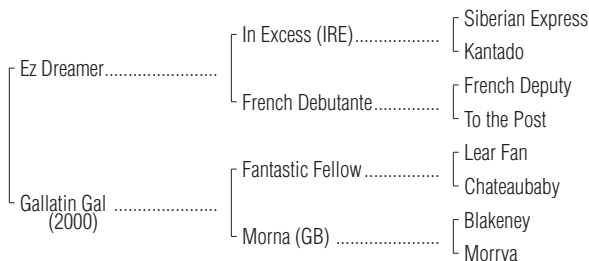 Siberian Express
In Excess (IRE)..................
Kantado
Ez Dreamer........................
French Deputy
French Debutante..............
To the Post
Lear Fan
Fantastic Fellow................
Chateaubaby
Gallatin Gal ......................
(2000)
Blakeney
Morna (GB) ......................
Morrya